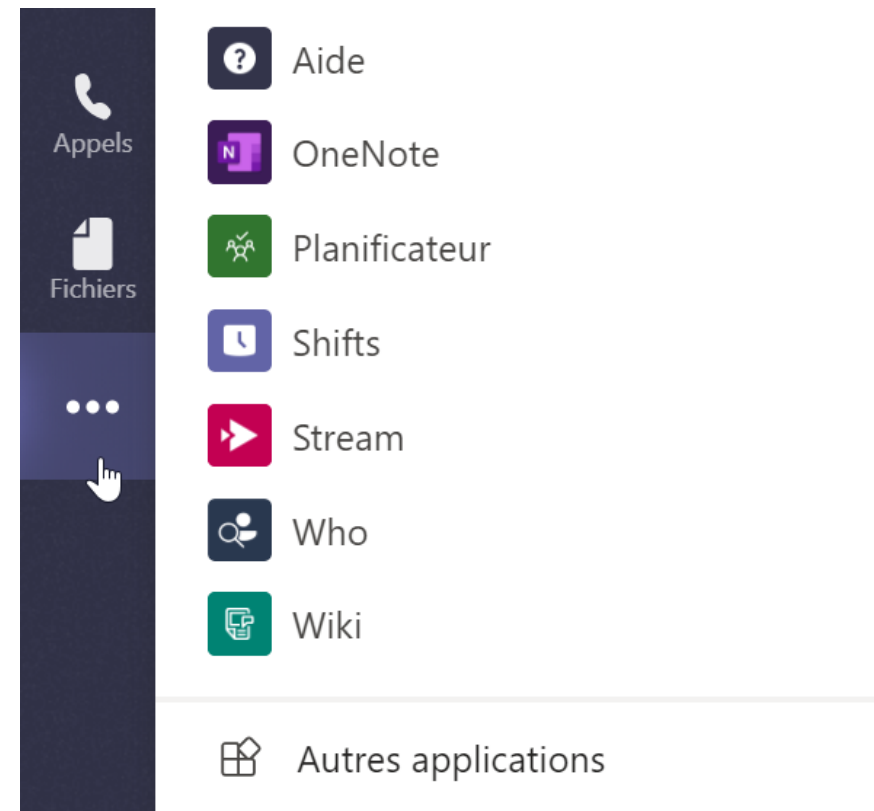 Appels
Fichiers
Aide
N
OneNote
Planificateur
Shifts
Stream
Who
Wiki
Autres applications